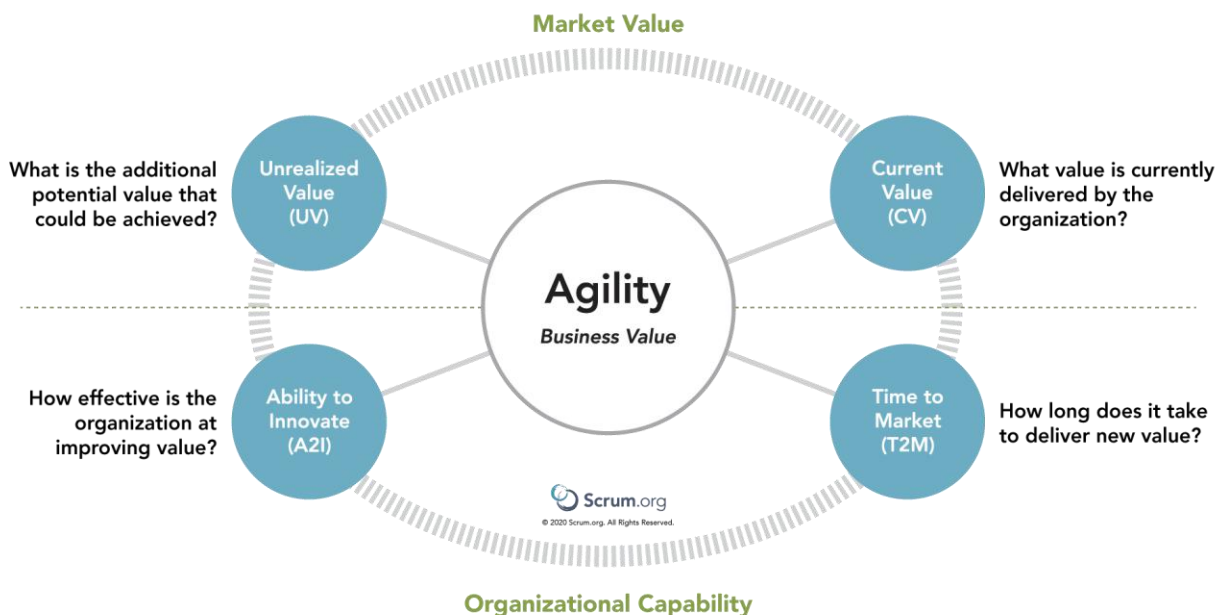 Market Value
What is the additional
potential value that
could be achieved?
Unrealized
Value
(UV)
Current
Value
(CV)
What value is currently
delivered by the
organization?
Agility
Business Value
How effective is the
organization at
improving value?
Ability to
Innovate
(A2I)
Time to
Market
(T2M)
How long does it take
to deliver new value?
Scrum.org
© 2020 Scrum.org. All Rights Reserved.
Organizational Capability